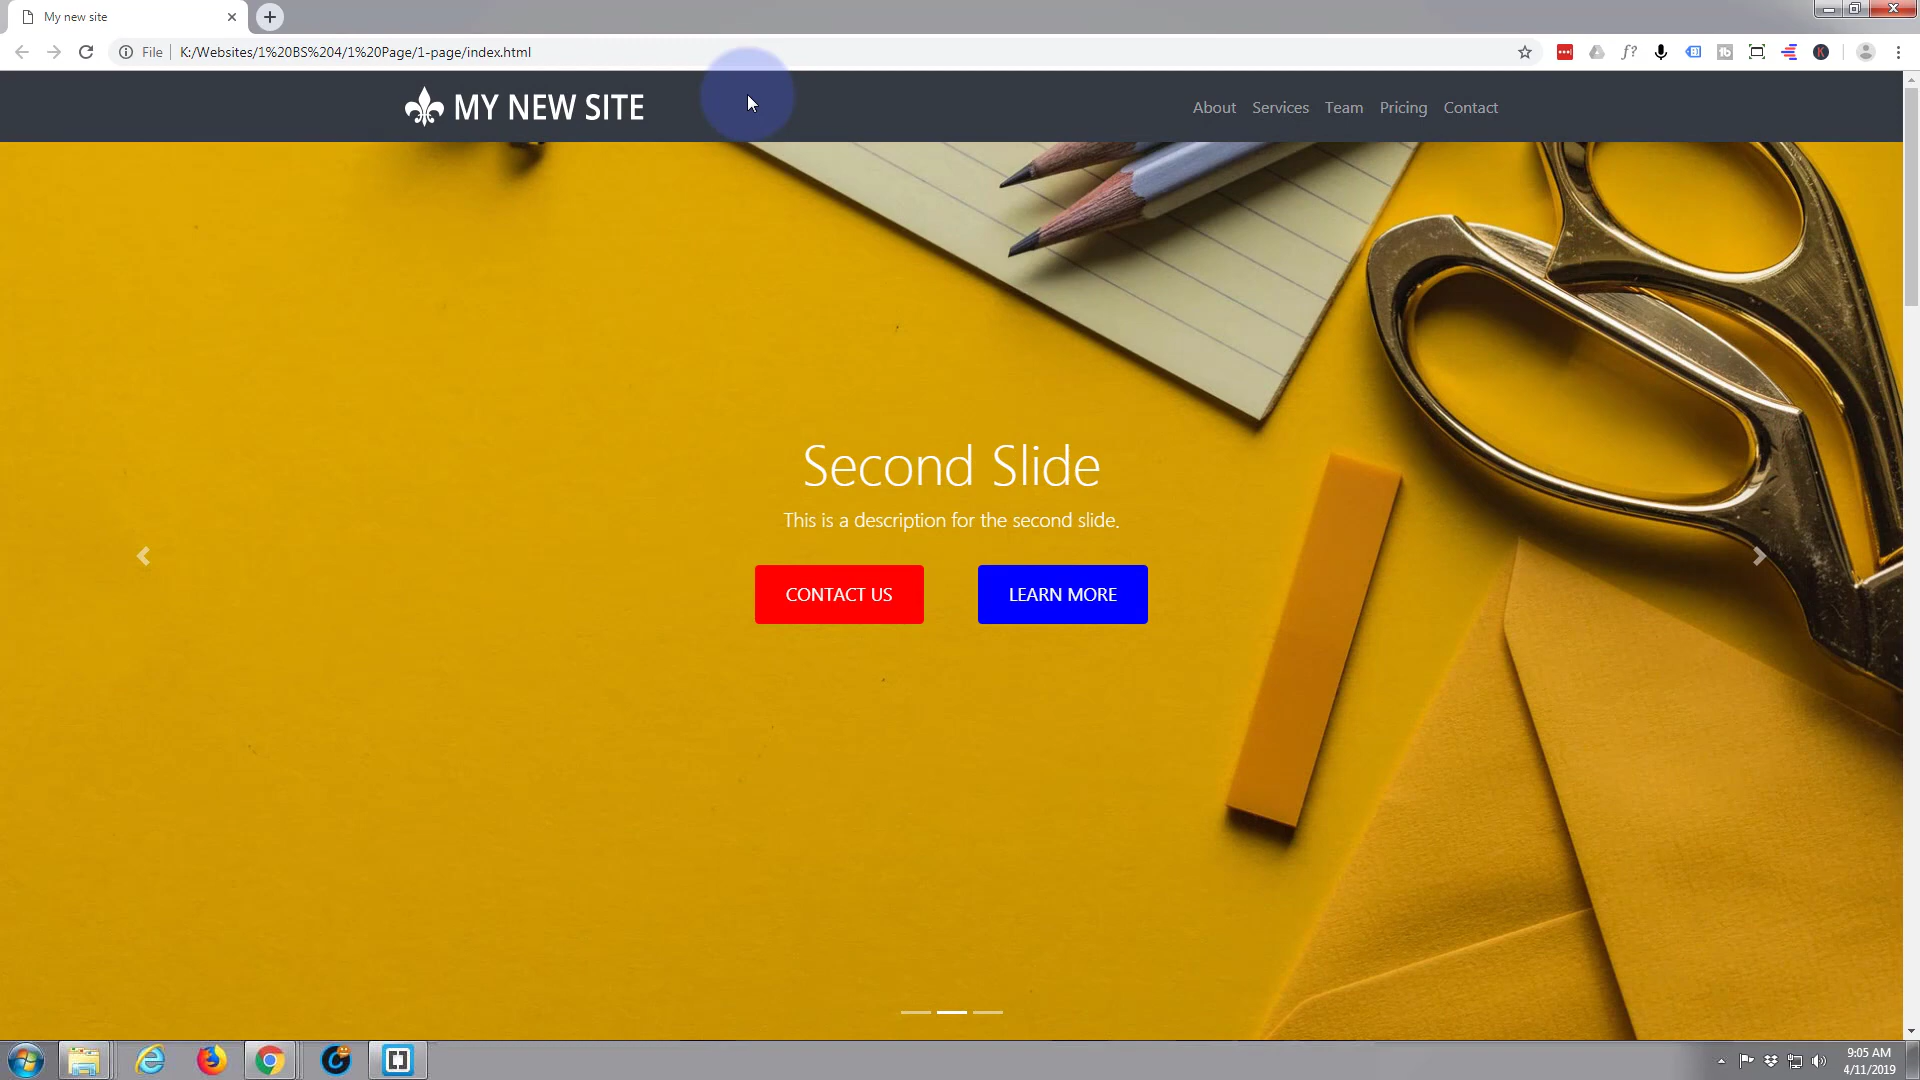 My new site
File
K:/Websites/1%20BS%204/1%20Page/1-page/index.html
f?
tb
K
MY NEW SITE
About Services Team Pricing Contact
Second Slide
This is a description for the second slide.
CONTACT US
LEARN MORE
9:05 AM
4/11/2019